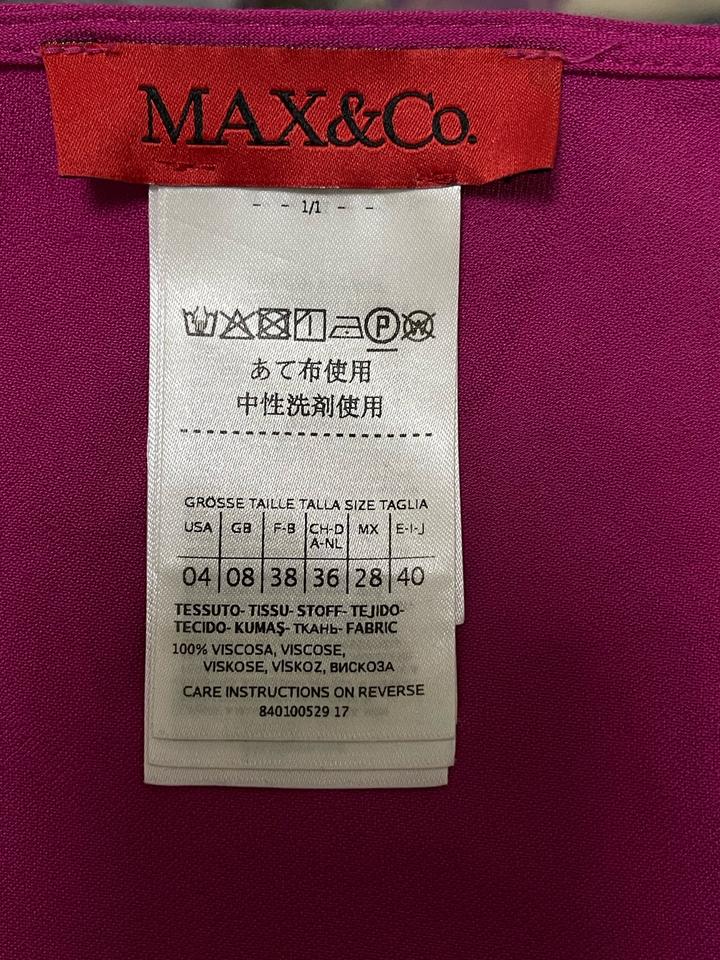 MAX&Co.
- - 1/1 - -
P W
あて布使用
中性洗剤使用
GRÖSSE TAILLE TALLA SIZE TAGLIA
USA GB F-B CH-D A-NL MX E-I-J
04 08 38 36 28 40
TESSUTO- TISSU- STOFF- TEJIDO-
TECIDO- KUMAŞ- ТКАНЬ- FABRIC
100% VISCOSA, VISCOSE,
VISKOSE, VİSKOZ, ВИСКОЗА
CARE INSTRUCTIONS ON REVERSE
840100529 17